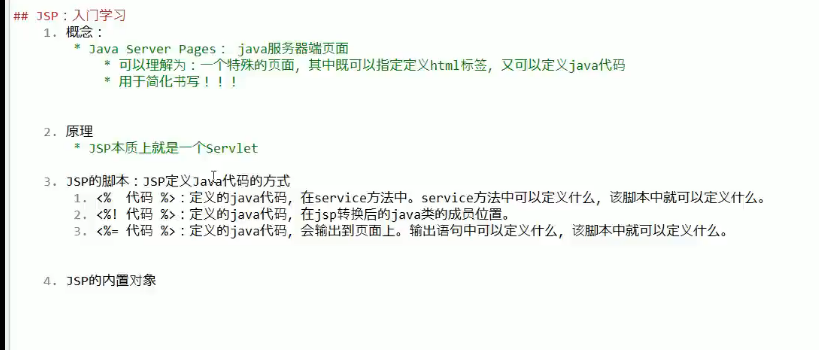 ## JSP：入门学习
1. 概念：
* Java Server Pages： java服务器端页面
* 可以理解为：一个特殊的页面，其中既可以指定定义html标签，又可以定义java代码
* 用于简化书写！！！
2. 原理
* JSP本质上就是一个Servlet
3. JSP的脚本：JSP定义Java代码的方式
1. <%  代码 %>：定义的java代码，在service方法中。service方法中可以定义什么，该脚本中就可以定义什么。
2. <%! 代码 %>：定义的java代码，在jsp转换后的java类的成员位置。
3. <%= 代码 %>：定义的java代码，会输出到页面上。输出语句中可以定义什么，该脚本中就可以定义什么。
4. JSP的内置对象